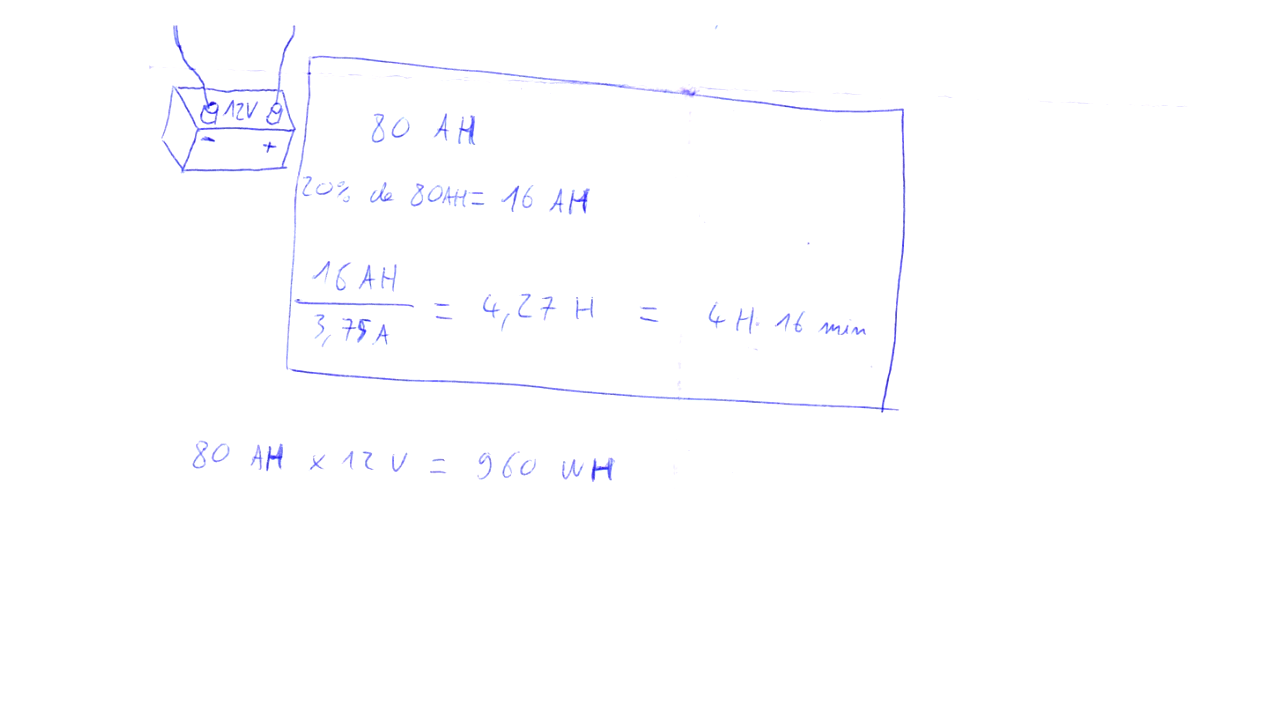 12V
- +
80 AH
20% de 80AH = 16 AH
16 AH
3,75 A
= 4,27 H = 4 H. 16 min
80 AH x 12 V = 960 WH